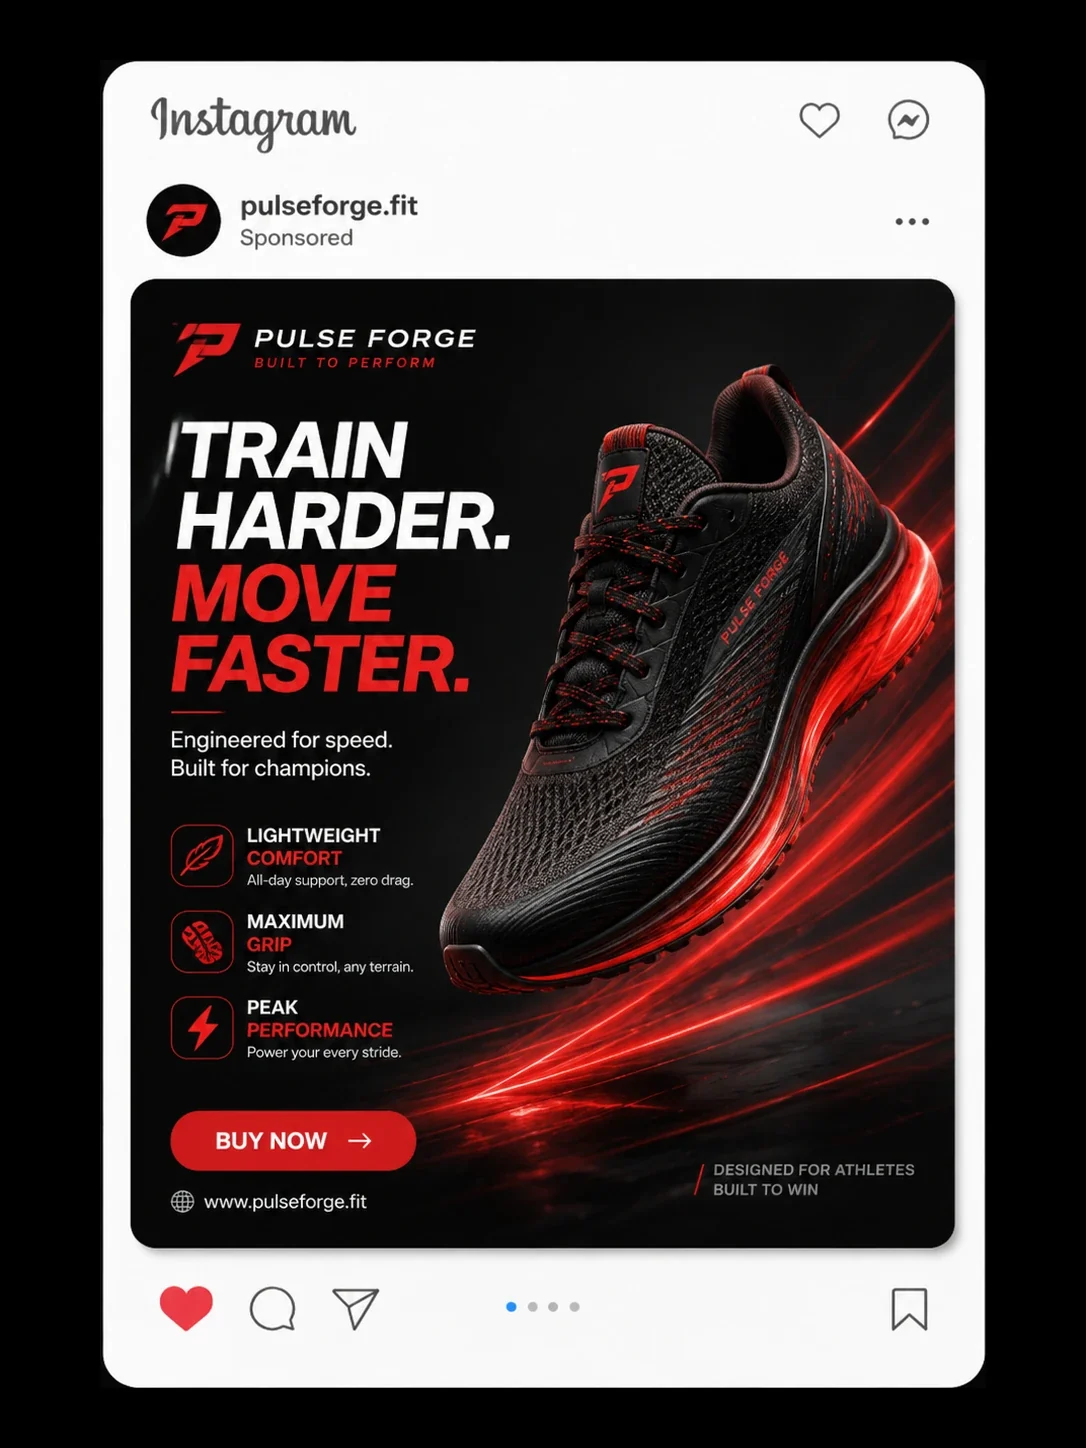 Instagram
pulseforge.fit
Sponsored
PULSE FORGE
BUILT TO PERFORM
TRAIN
HARDER.
MOVE
FASTER.
Engineered for speed.
Built for champions.
LIGHTWEIGHT
COMFORT
All-day support, zero drag.
MAXIMUM
GRIP
Stay in control, any terrain.
PEAK
PERFORMANCE
Power your every stride.
BUY NOW
www.pulseforge.fit
PULSE FORGE
DESIGNED FOR ATHLETES
BUILT TO WIN